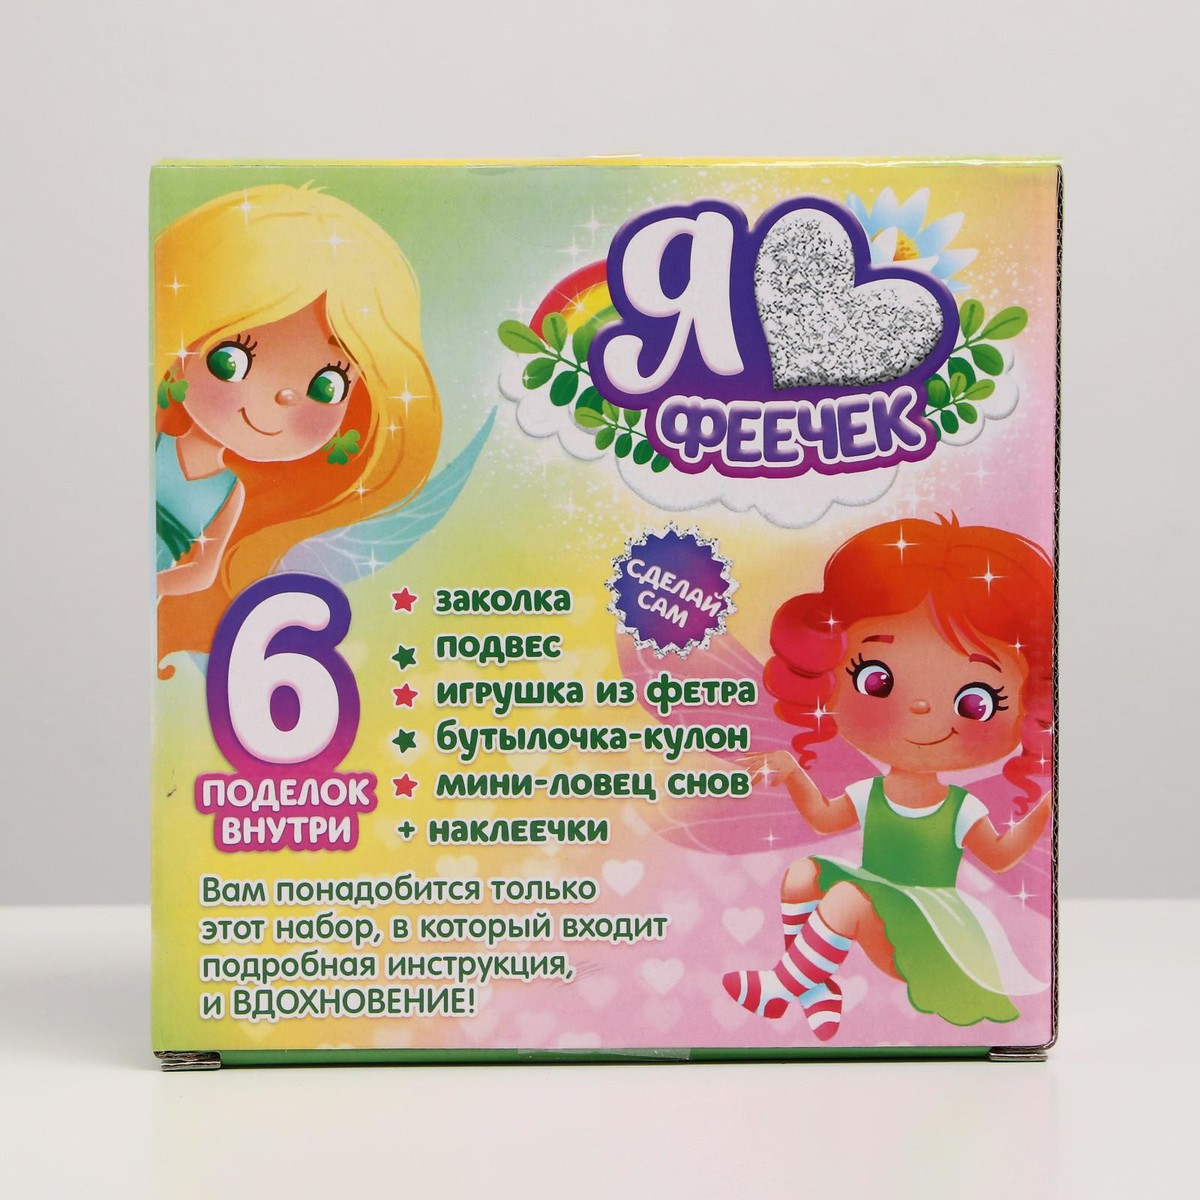 Я
ФЕЕЧЕК
СДЕЛАЙ
САМ
6
ПОДЕЛОК
ВНУТРИ
заколка
подвес
игрушка из фетра
бутылочка-кулон
мини-ловец снов
+ наклеечки
Вам понадобится только
этот набор, в который входит
подробная инструкция,
и ВДОХНОВЕНИЕ!